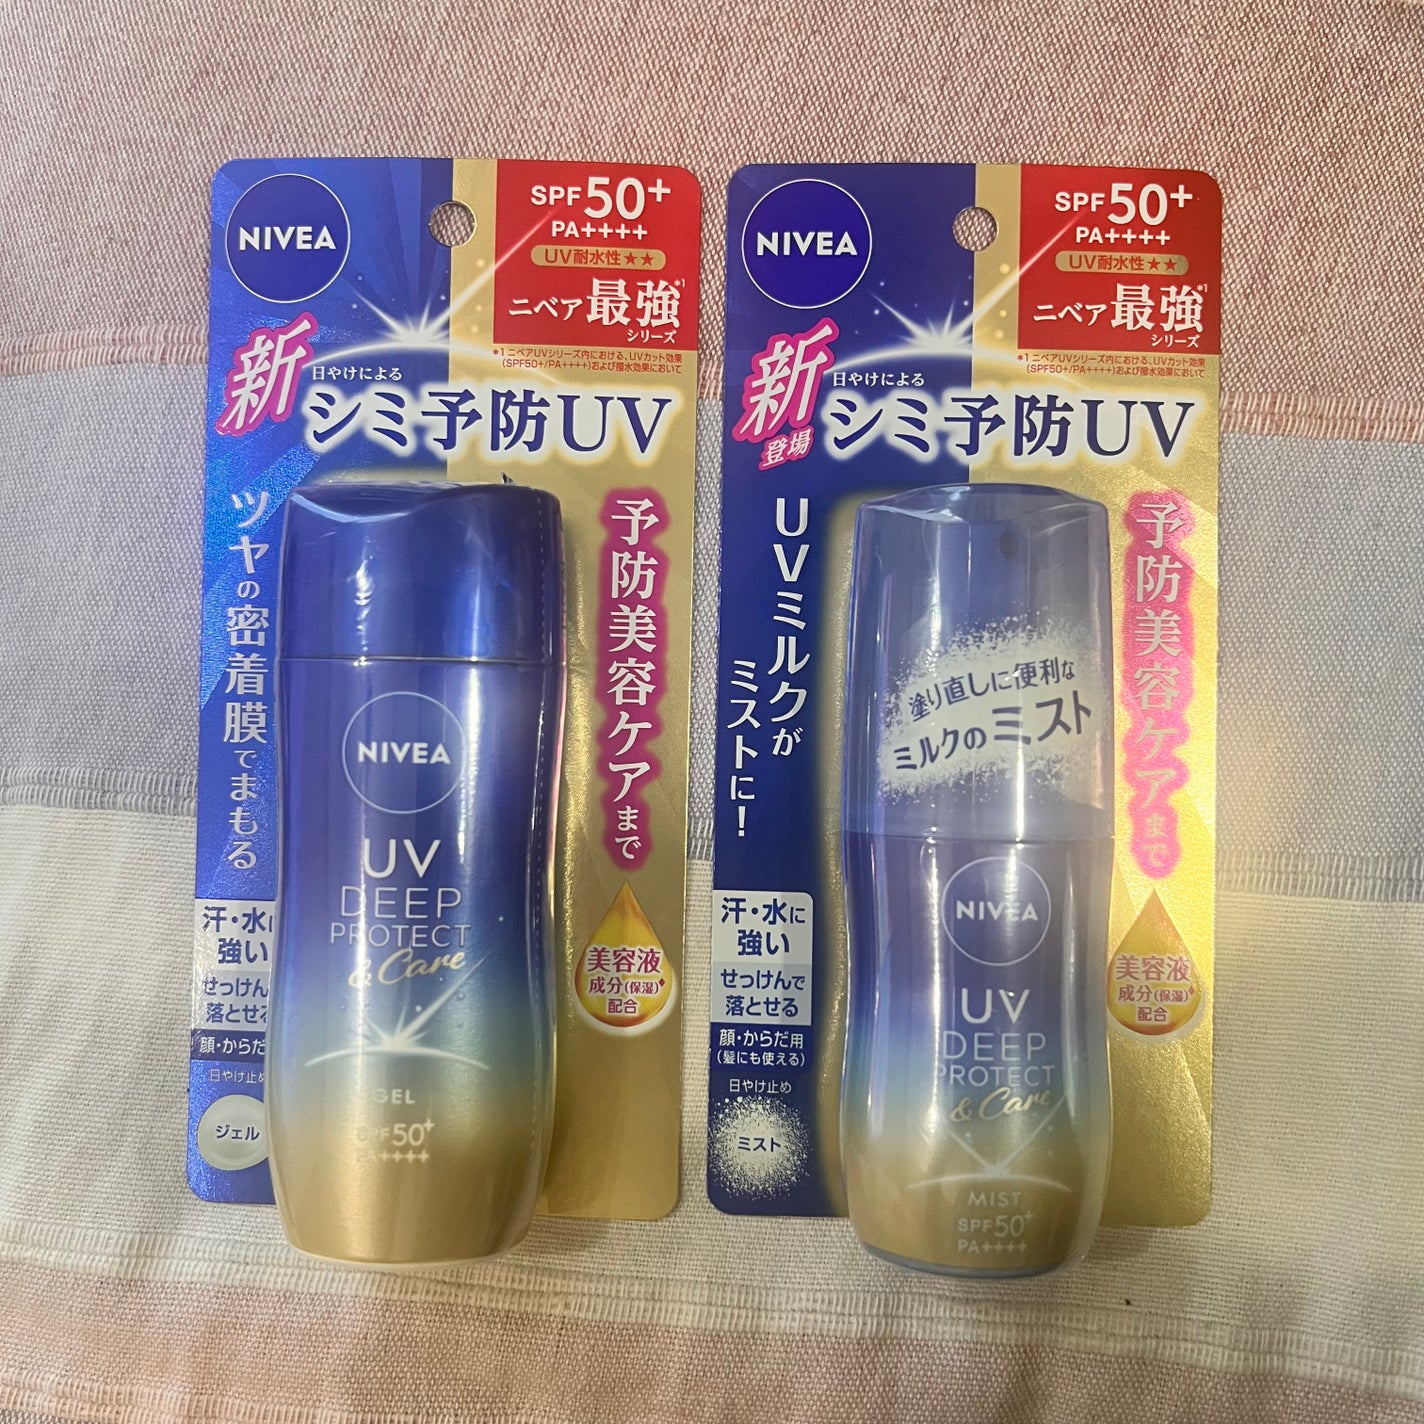 NIVEA
SPF50+
PA++++
UV耐水性★★
ニベア最強*1
シリーズ
*1 ニベアUVシリーズ内における、UVカット効果
(SPF50+/PA++++)および撥水効果において
新
日やけによる
シミ予防UV
ツヤの密着膜でまもる
予防美容ケアまで
汗・水に
強い
せっけん
落とせる
顔・からだ
日やけ止め
ジェル
美容液
成分(保湿)◆
配合
NIVEA
UV
DEEP
PROTECT
& Care
GEL
SPF50+
PA++++
NIVEA
SPF50+
PA++++
UV耐水性★★
ニベア最強*1
シリーズ
*1 ニベアUVシリーズ内における、UVカット効果
(SPF50+/PA++++)および撥水効果において
新
登場
日やけによる
シミ予防UV
UVミルクが
ミストに!
予防美容ケアまで
塗り直しに便利な
ミルクのミスト
汗・水に
強い
せっけんで
落とせる
顔・からだ用
(髪にも使える)
日やけ止め
ミスト
美容液
成分(保湿)◆
配合
NIVEA
UV
DEEP
PROTECT
& Care
MIST
SPF50+
PA++++